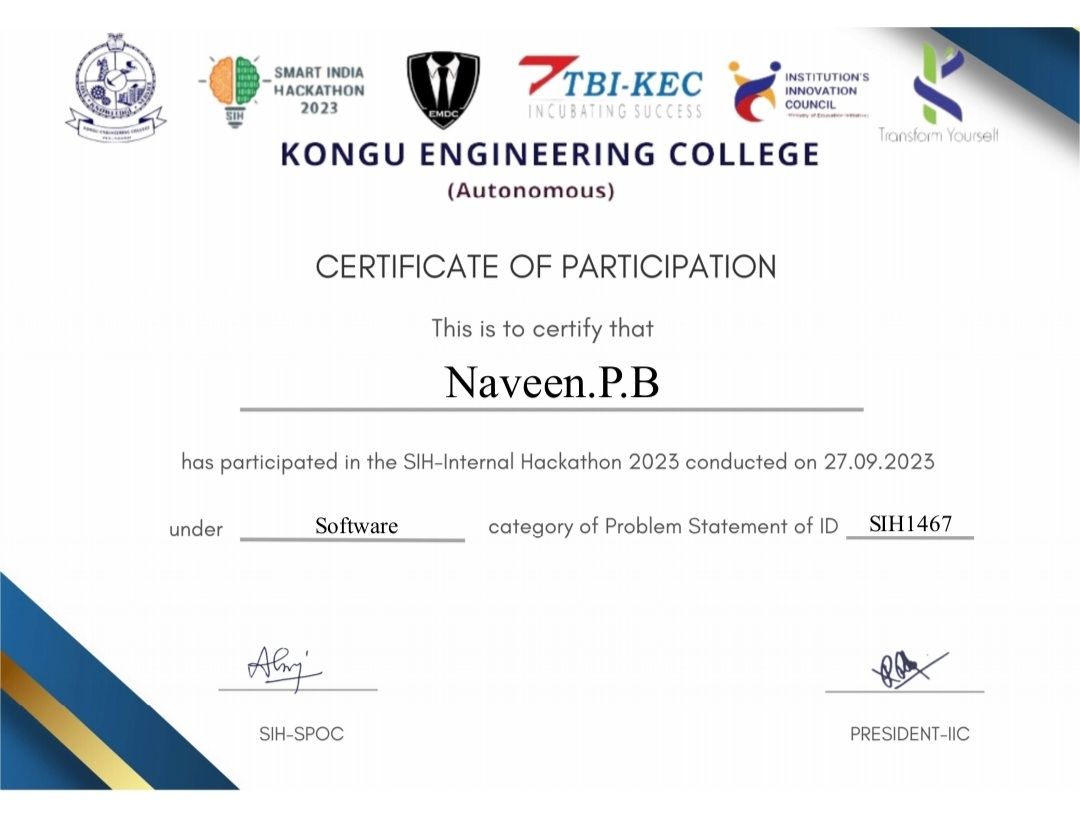 SMART INDIA
HACKATHON
2023
SIH
EMDC
TBI-KEC
INCUBATING SUCCESS
INSTITUTION'S
INNOVATION
COUNCIL
(Ministry of Education Initiative)
Transform Yourself
KONGU ENGINEERING COLLEGE
KONGU ENGINEERING COLLEGE
(Autonomous)
CERTIFICATE OF PARTICIPATION
This is to certify that
Naveen.P.B
has participated in the SIH-Internal Hackathon 2023 conducted on 27.09.2023
under Software category of Problem Statement of ID SIH1467
SIH-SPOC
PRESIDENT-IIC